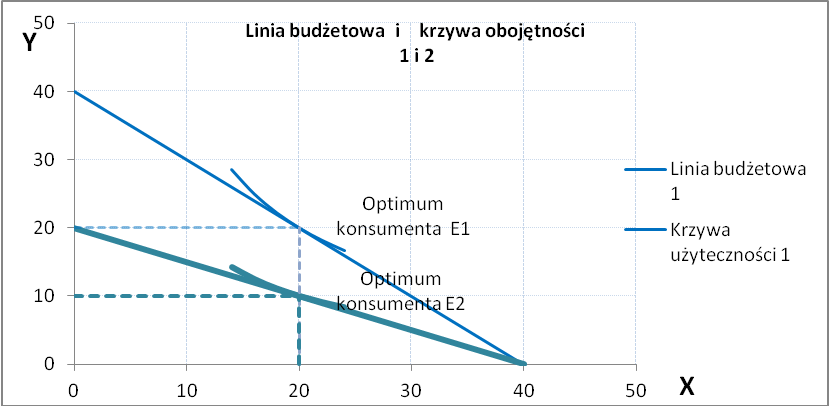 Linia budżetowa i krzywa obojętności
1 i 2
Y
50
40
30
20
10
0
Optimum
konsumenta E1
Optimum
konsumenta E2
0 10 20 30 40 50
X
Linia budżetowa
1
Krzywa
użyteczności 1